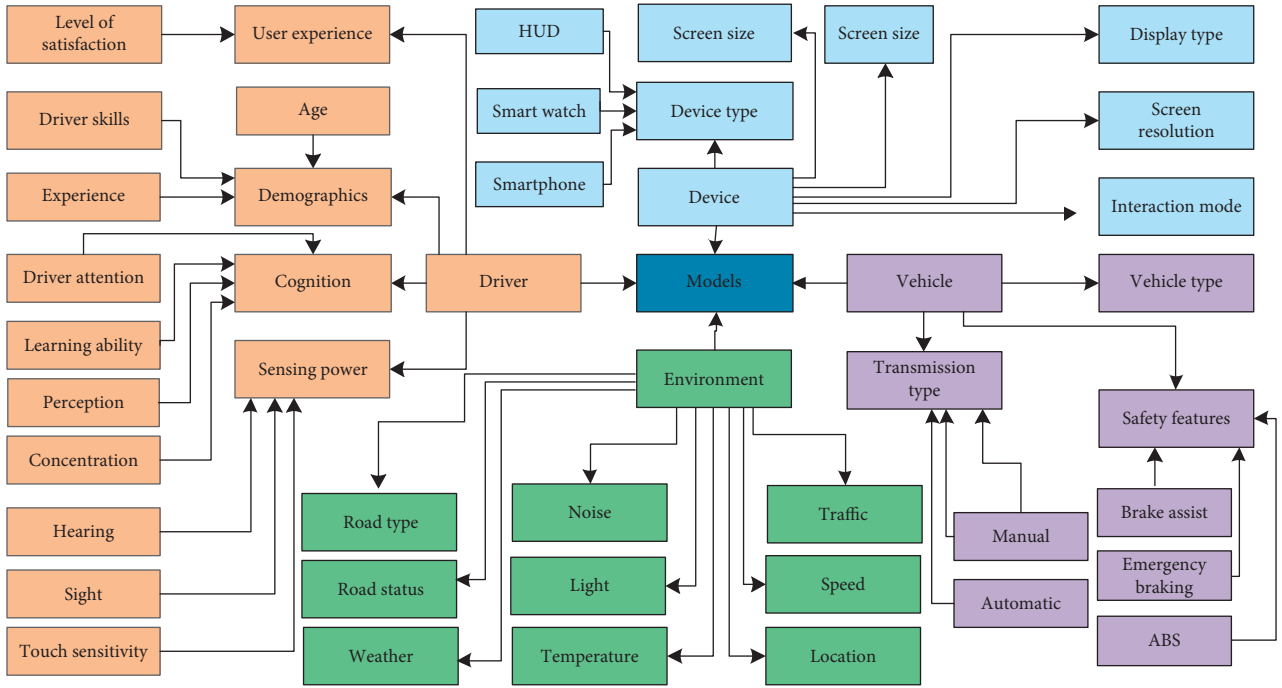 Level of
satisfaction
User experience
HUD
Screen size
Screen size
Display type
Driver skills
Age
Smart watch
Device type
Screen
resolution
Experience
Demographics
Smartphone
Device
Interaction mode
Driver attention
Cognition
Driver
Models
Vehicle
Vehicle type
Learning ability
Sensing power
Environment
Transmission
type
Perception
Safety features
Concentration
Hearing
Road type
Noise
Traffic
Manual
Brake assist
Sight
Road status
Light
Speed
Automatic
Emergency
braking
Touch sensitivity
Weather
Temperature
Location
ABS